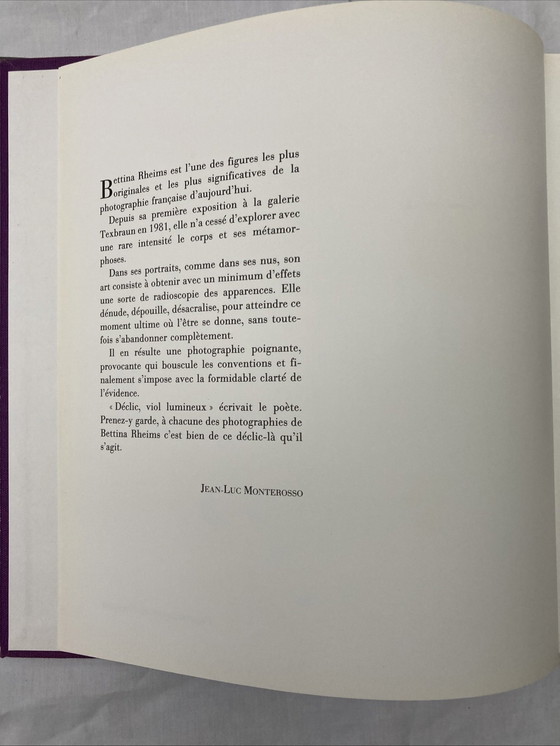 Bettina Rheims est l'une des figures les plus
originales et les plus significatives de la
photographie française d'aujourd'hui.
Depuis sa première exposition à la galerie
Texbraun en 1981, elle n'a cessé d'explorer avec
une rare intensité le corps et ses métamor-
phoses.
Dans ses portraits, comme dans ses nus, son
art consiste à obtenir avec un minimum d'effets
une sorte de radioscopie des apparences. Elle
dénude, dépouille, désacralise, pour atteindre ce
moment ultime où l'être se donne, sans toute-
fois s'abandonner complètement.
Il en résulte une photographie poignante,
provocante qui bouscule les conventions et fi-
nalement s'impose avec la formidable clarté de
l'évidence.
« Déclic, viol lumineux » écrivait le poète.
Prenez-y garde, à chacune des photographies de
Bettina Rheims c'est bien de ce déclic-là qu'il
s'agit.
JEAN-LUC MONTEROSSO